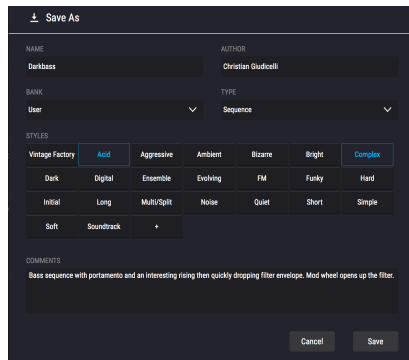 Save As
NAME AUTHOR
Darkbass Christian Giudicelli
BANK TYPE
User Sequence
STYLES
Vintage Factory Acid Aggressive Ambient Bizarre Bright Complex
Dark Digital Ensemble Evolving FM Funky Hard
Initial Long Multi/Split Noise Quiet Short Simple
Soft Soundtrack +
COMMENTS
Bass sequence with portamento and an interesting rising then quickly dropping filter envelope. Mod wheel opens up the filter.
Cancel Save